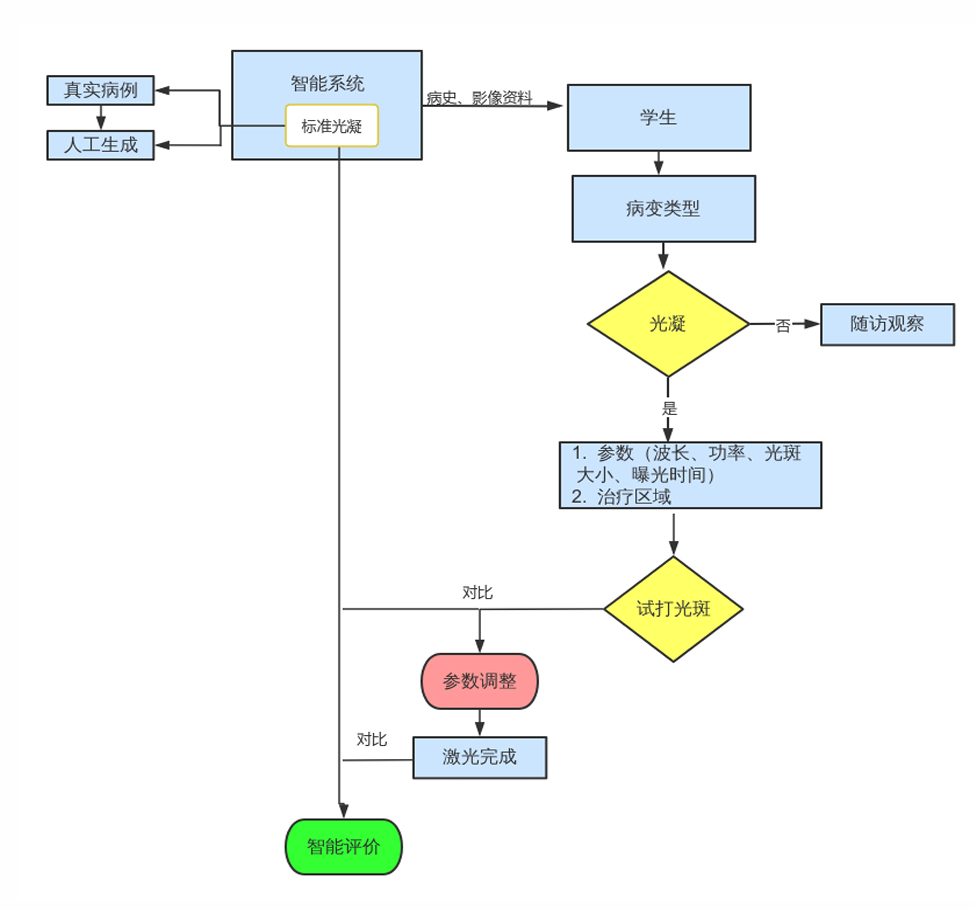 智能系统
真实病例
标准光凝
人工生成
病史、影像资料
学生
病变类型
光凝
否
随访观察
是
1. 参数（波长、功率、光斑
大小、曝光时间）
2. 治疗区域
对比
试打光斑
参数调整
对比
激光完成
智能评价